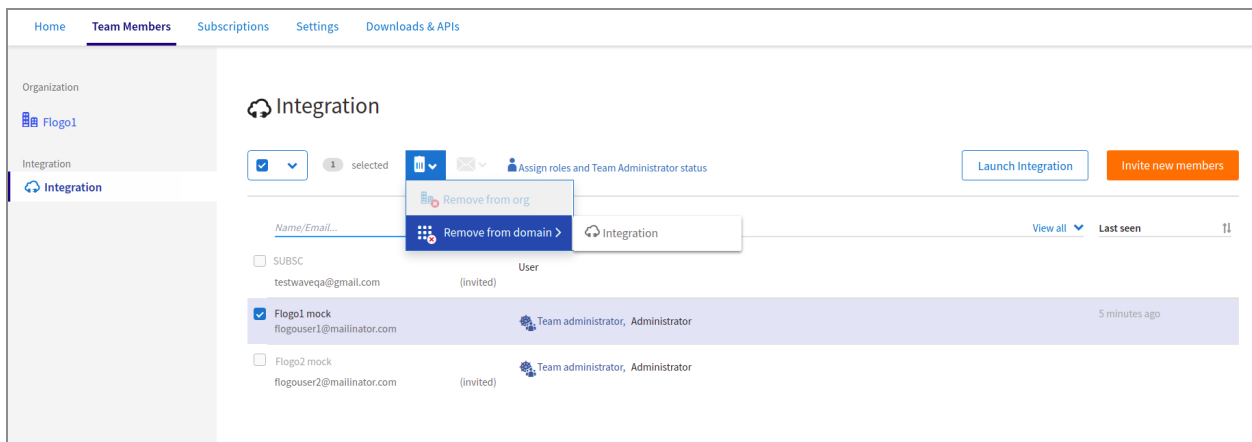 Home Team Members Subscriptions Settings Downloads & APIs
Organization
Flogo1
Integration
Integration
Integration
1 selected Assign roles and Team Administrator status Launch Integration Invite new members
Remove from org
Name/Email... Remove from domain Integration View all Last seen
SUBSC
User
testwaveqa@gmail.com (invited)
Flogo1 mock
Team administrator, Administrator 5 minutes ago
flogouser1@mailinator.com
Flogo2 mock
Team administrator, Administrator
flogouser2@mailinator.com (invited)